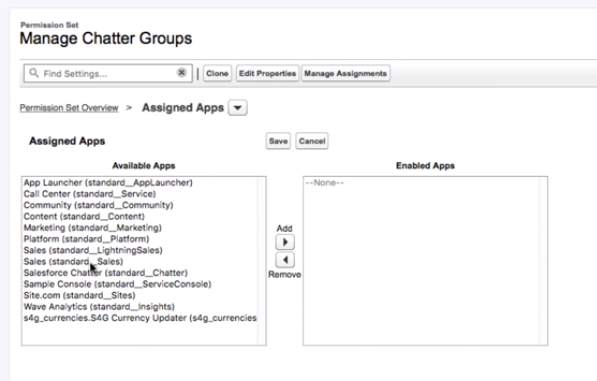 Permission Set
Manage Chatter Groups
Find Settings... | Clone Edit Properties Manage Assignments
Permission Set Overview > Assigned Apps
Assigned Apps Save Cancel
Available Apps Enabled Apps
App Launcher (standard__AppLauncher) --None--
Call Center (standard__Service)
Community (standard__Community)
Content (standard__Content)
Marketing (standard__Marketing)
Platform (standard__Platform)
Sales (standard__LightningSales)
Sales (standard__Sales)
Salesforce Chatter (standard__Chatter)
Sample Console (standard__ServiceConsole)
Site.com (standard__Sites)
Wave Analytics (standard__Insights)
s4g_currencies.S4G Currency Updater (s4g_currencies
Add
Remove